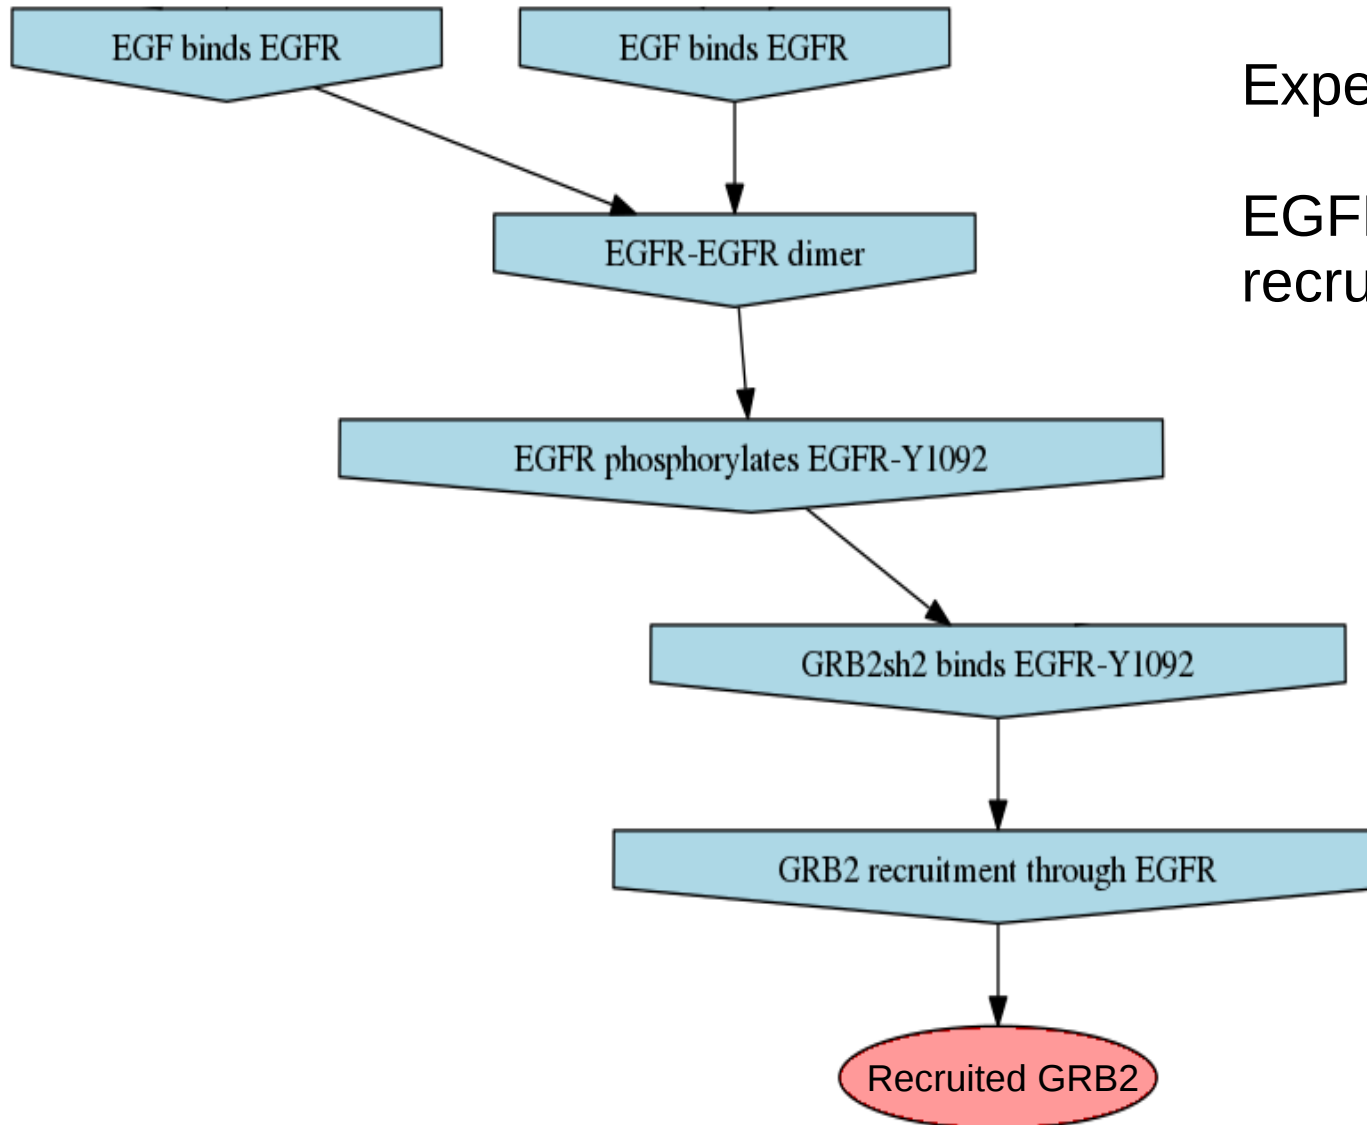 EGF binds EGFR
EGF binds EGFR
EGFR-EGFR dimer
EGFR phosphorylates EGFR-Y1092
GRB2sh2 binds EGFR-Y1092
GRB2 recruitment through EGFR
Recruited GRB2